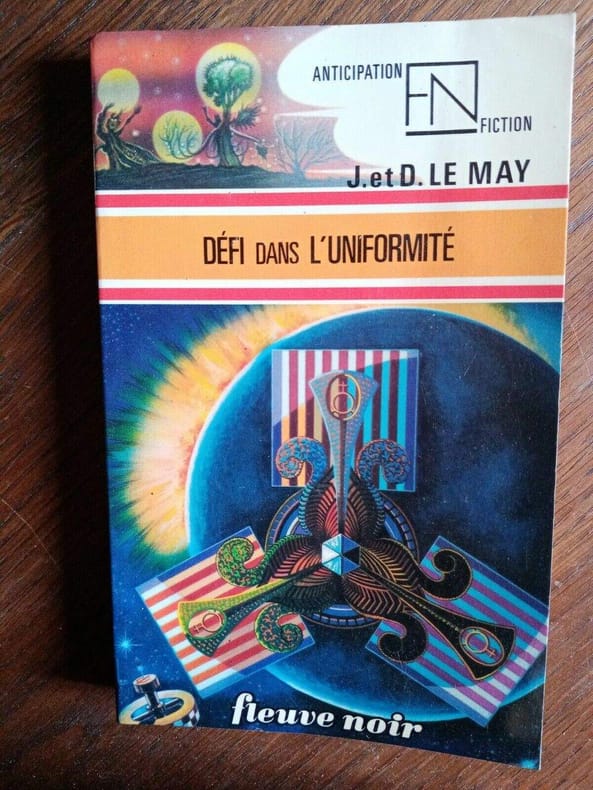 ANTICIPATION
FN
FICTION
J. et D. LE MAY
DÉFI DANS L'UNIFORMITÉ
fleuve noir